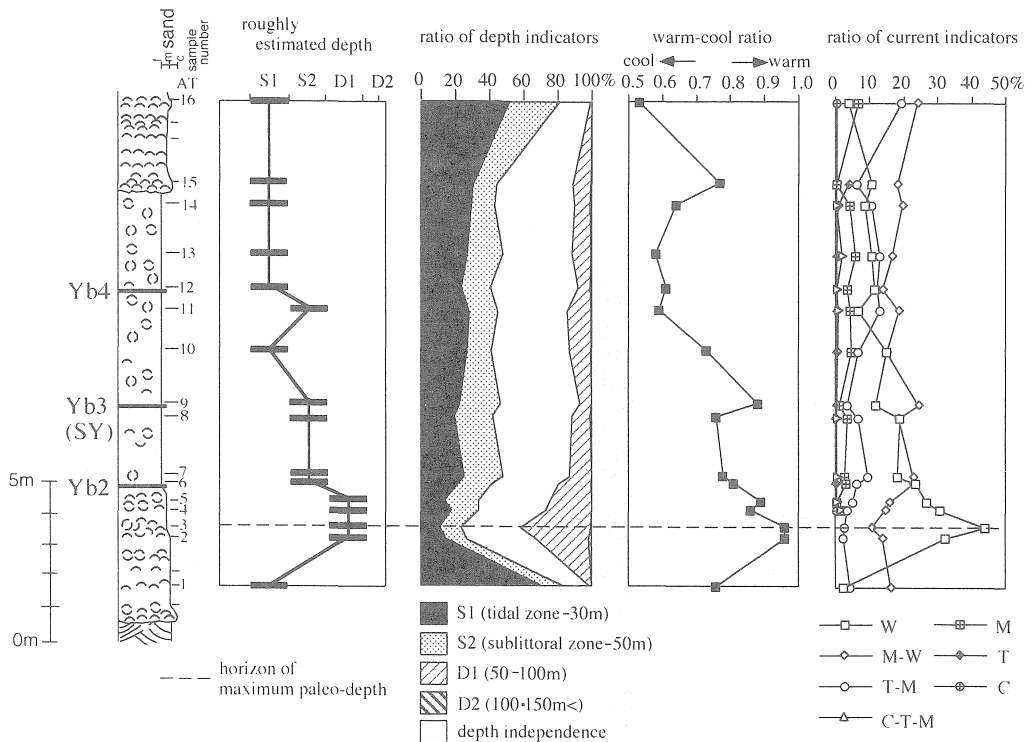 roughly
estimated depth
ratio of depth indicators
warm-cool ratio
ratio of current indicators
cool
warm
f
m sand
c
sample
number
AT
S1
S2
D1
D2
20
40
60
80
100%
0.5
0.6
0.7
0.8
0.9
1.0
0
10
20
30
40
50%
16
15
14
13
Yb4
12
11
10
Yb3
9
(SY)
8
7
5m
Yb2
6
5
4
3
2
1
0m
horizon of
maximum paleo-depth
S1 (tidal zone-30m)
S2 (sublittoral zone-50m)
D1 (50-100m)
D2 (100·150m<)
depth independence
W
M
M-W
T
T-M
C
C-T-M